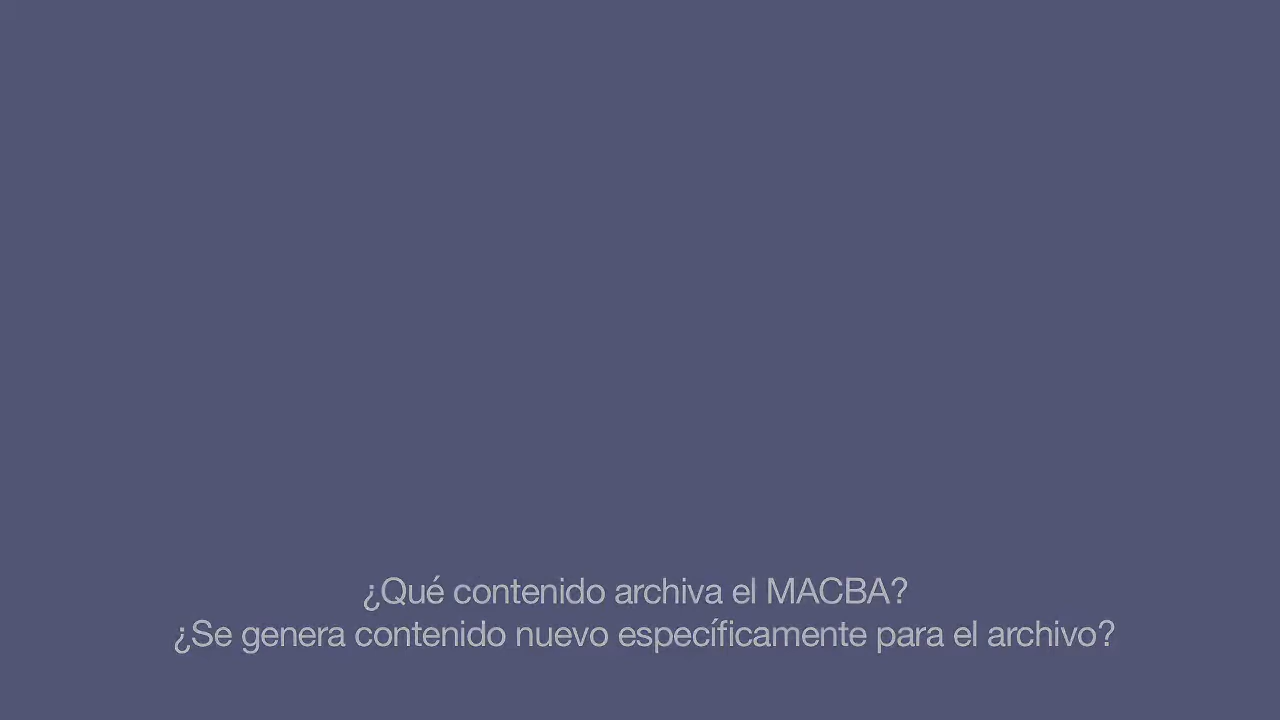 ¿Qué contenido archiva el MACBA?
¿Se genera contenido nuevo específicamente para el archivo?